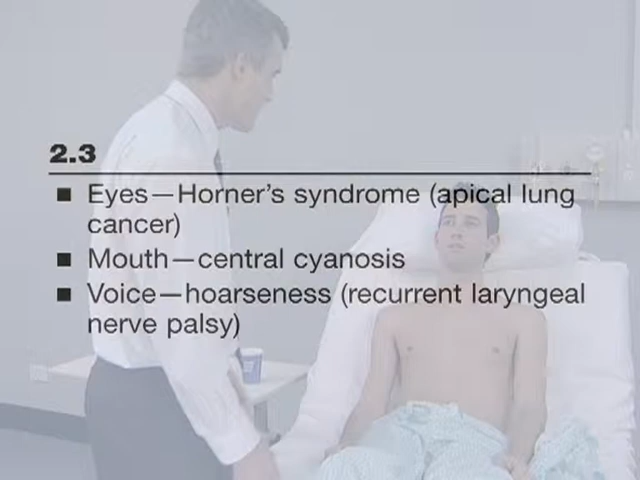 2.3
■ Eyes—Horner's syndrome (apical lung
cancer)
■ Mouth—central cyanosis
■ Voice—hoarseness (recurrent laryngeal
nerve palsy)